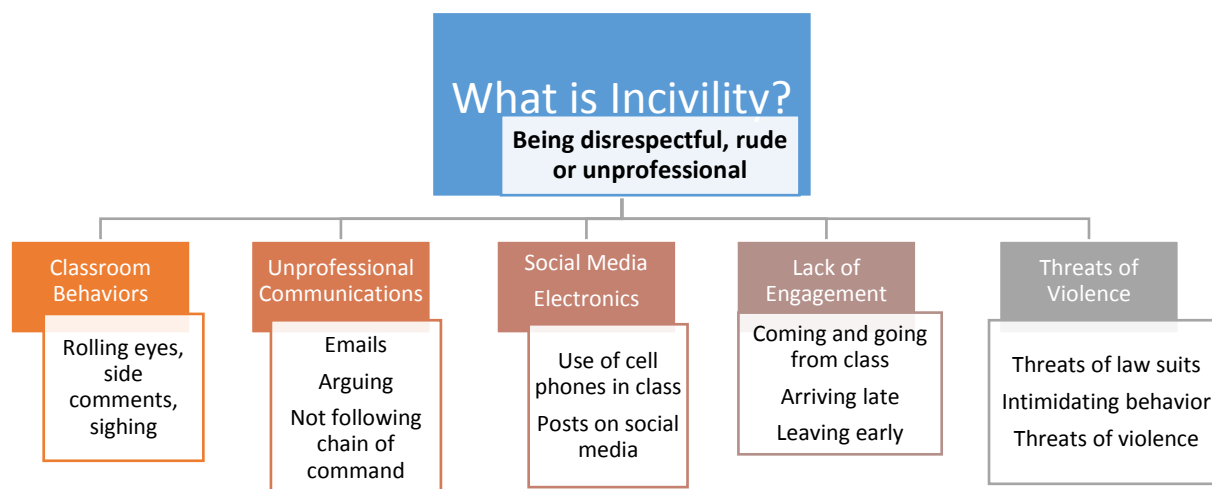 What is Incivility?
Being disrespectful, rude
or unprofessional
Classroom
Behaviors
Rolling eyes,
side
comments,
sighing
Unprofessional
Communications
Emails
Arguing
Not following
chain of
command
Social Media
Electronics
Use of cell
phones in class
Posts on social
media
Lack of
Engagement
Coming and going
from class
Arriving late
Leaving early
Threats of
Violence
Threats of law suits
Intimidating behavior
Threats of violence